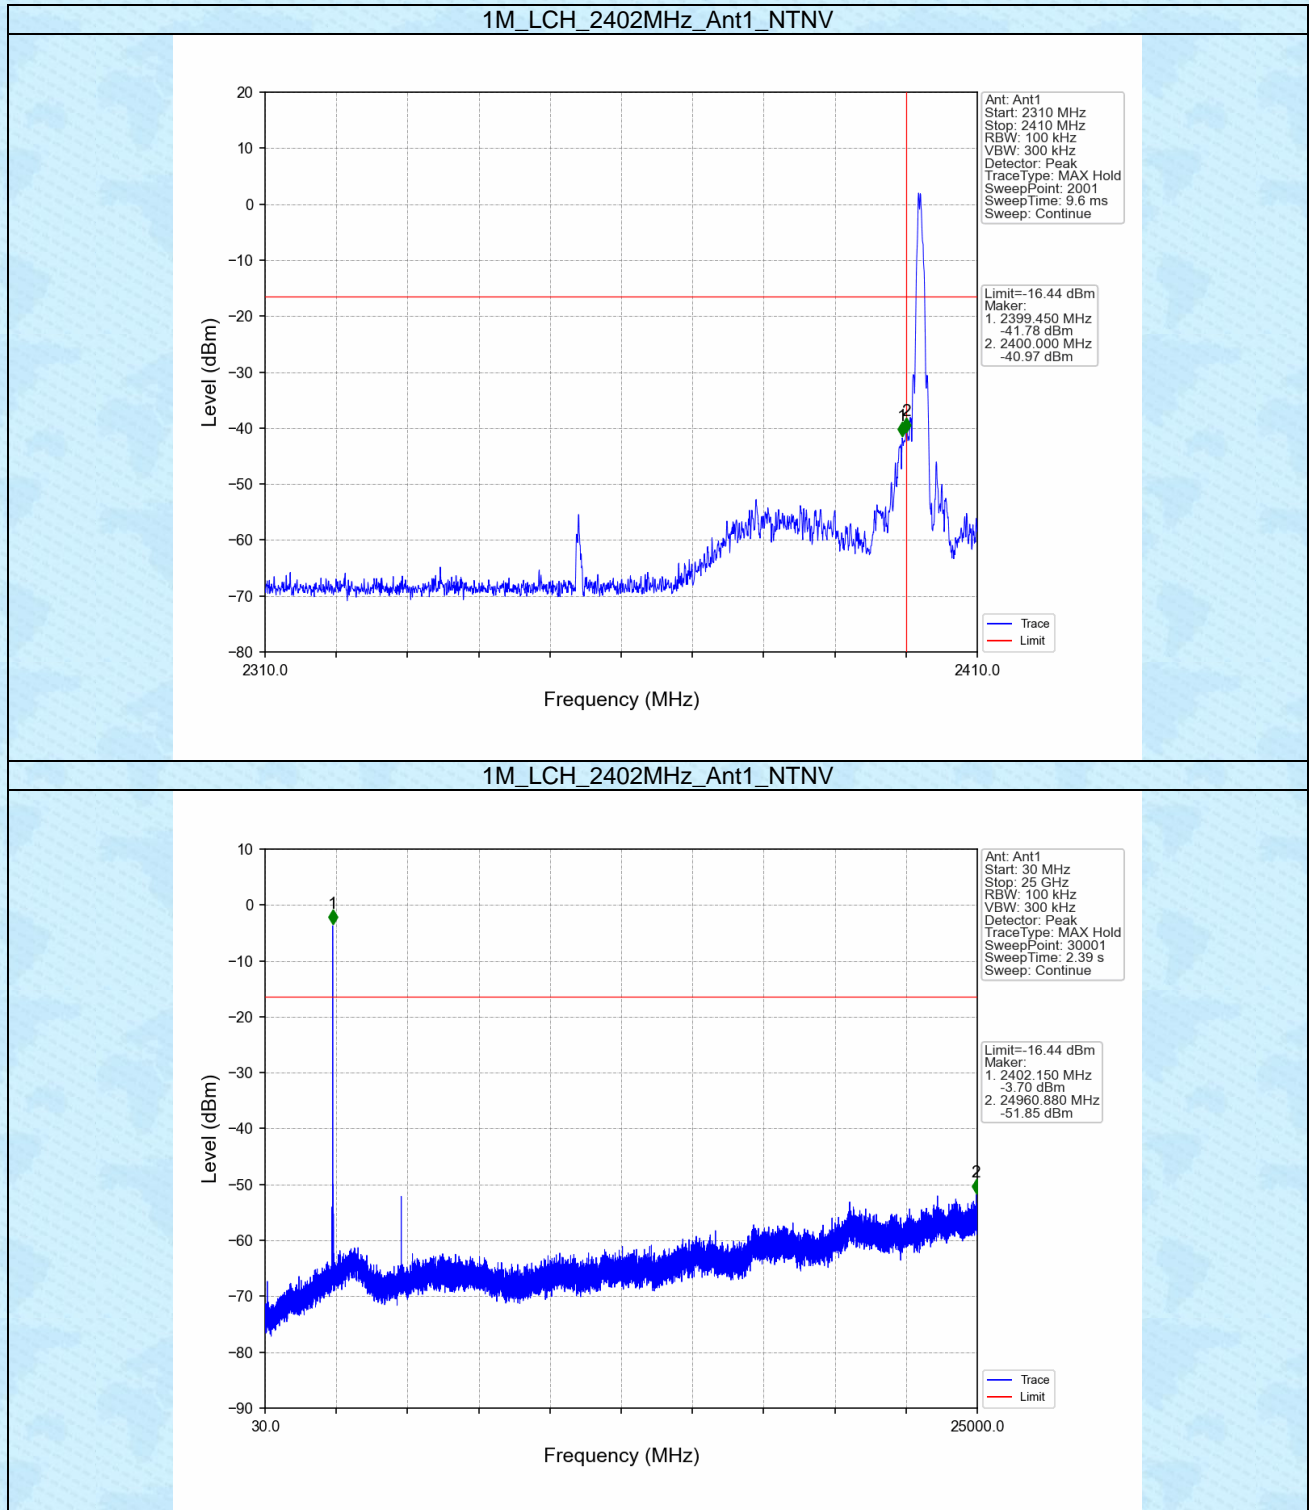 1M_LCH_2402MHz_Ant1_NTNV
20
10
0
−10
−20
−30
−40
−50
−60
−70
−80
Level (dBm)
2310.0
2410.0
Frequency (MHz)
1
2
Ant: Ant1
Start: 2310 MHz
Stop: 2410 MHz
RBW: 100 kHz
VBW: 300 kHz
Detector: Peak
TraceType: MAX Hold
SweepPoint: 2001
SweepTime: 9.6 ms
Sweep: Continue
Limit=-16.44 dBm
Maker:
1. 2399.450 MHz
-41.78 dBm
2. 2400.000 MHz
-40.97 dBm
Trace
Limit
1M_LCH_2402MHz_Ant1_NTNV
10
0
−10
−20
−30
−40
−50
−60
−70
−80
−90
Level (dBm)
30.0
25000.0
Frequency (MHz)
1
2
Ant: Ant1
Start: 30 MHz
Stop: 25 GHz
RBW: 100 kHz
VBW: 300 kHz
Detector: Peak
TraceType: MAX Hold
SweepPoint: 30001
SweepTime: 2.39 s
Sweep: Continue
Limit=-16.44 dBm
Maker:
1. 2402.150 MHz
-3.70 dBm
2. 24960.880 MHz
-51.85 dBm
Trace
Limit